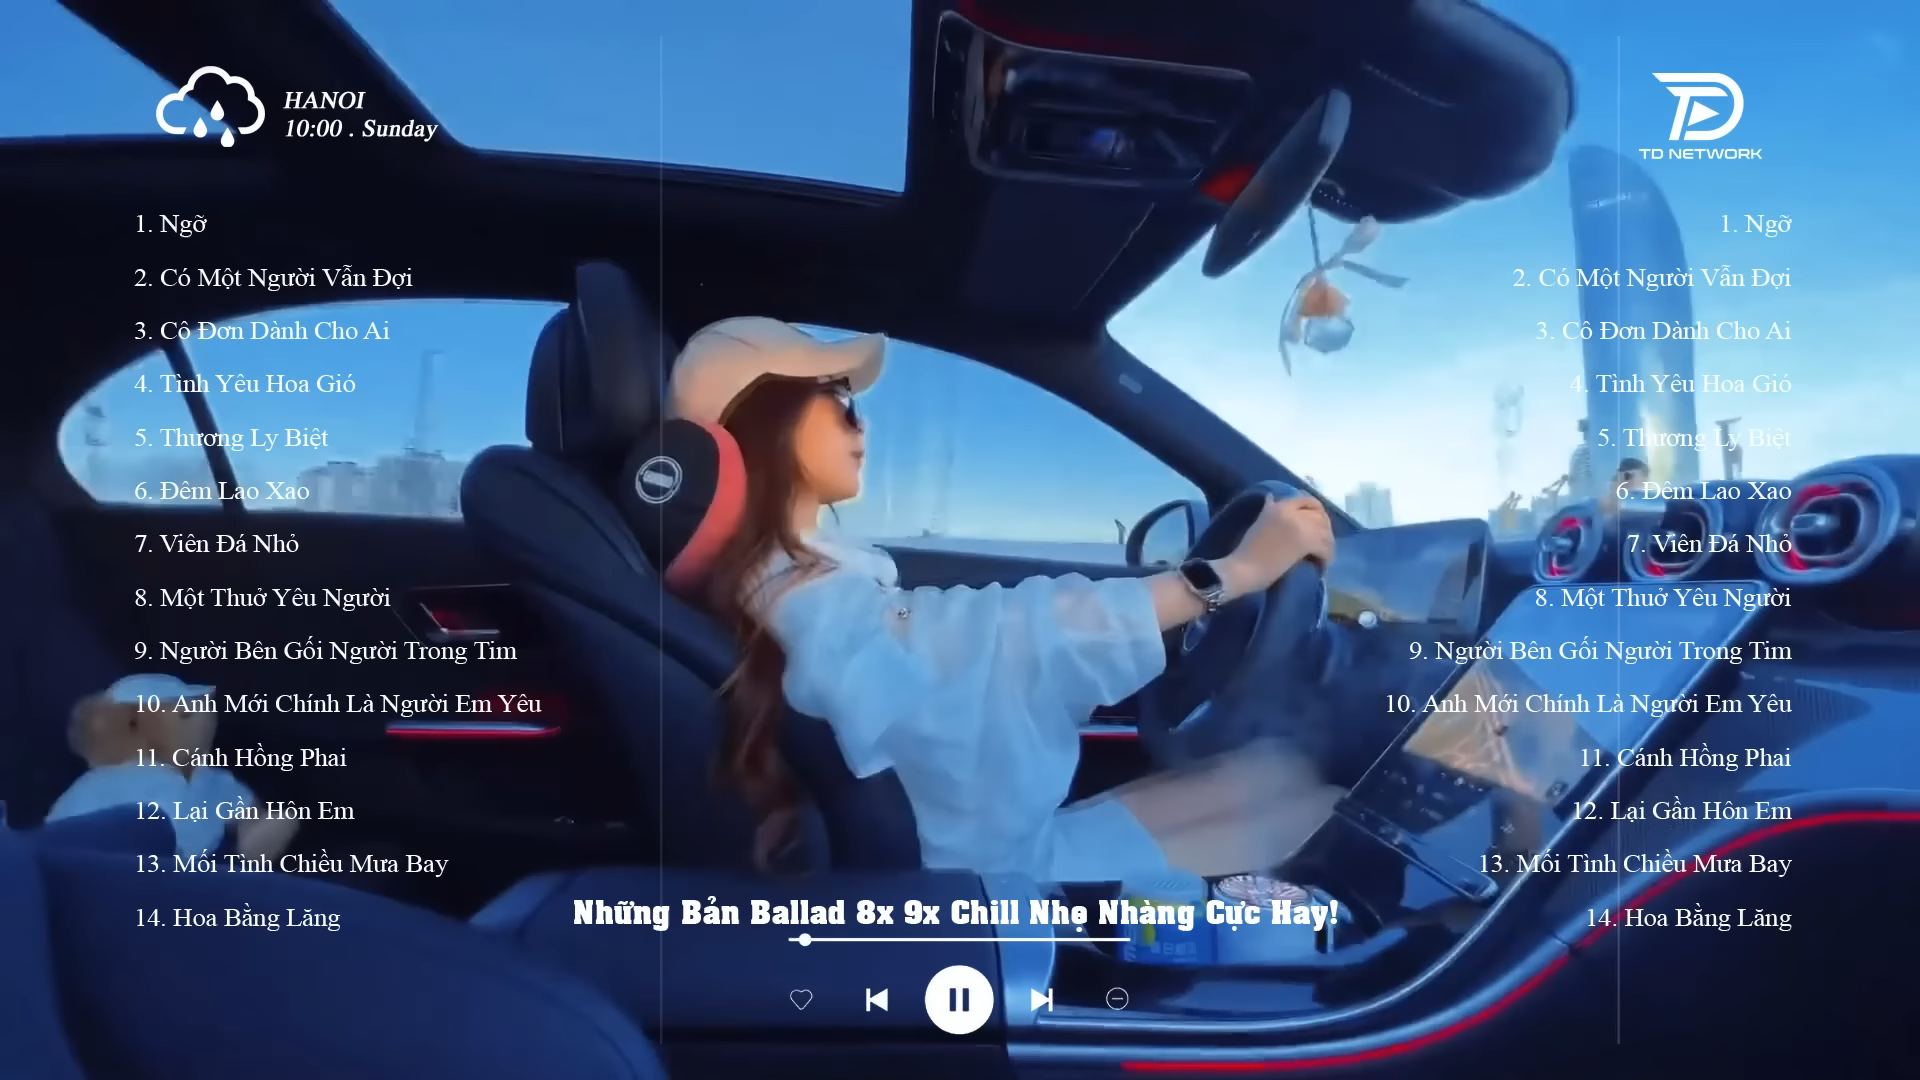 HANOI
10:00 . Sunday
TD NETWORK
1. Ngỡ
2. Có Một Người Vẫn Đợi
3. Cô Đơn Dành Cho Ai
4. Tình Yêu Hoa Gió
5. Thương Ly Biệt
6. Đêm Lao Xao
7. Viên Đá Nhỏ
8. Một Thuở Yêu Người
9. Người Bên Gối Người Trong Tim
10. Anh Mới Chính Là Người Em Yêu
11. Cánh Hồng Phai
12. Lại Gần Hôn Em
13. Mối Tình Chiều Mưa Bay
14. Hoa Bằng Lăng
1. Ngỡ
2. Có Một Người Vẫn Đợi
3. Cô Đơn Dành Cho Ai
4. Tình Yêu Hoa Gió
5. Thương Ly Biệt
6. Đêm Lao Xao
7. Viên Đá Nhỏ
8. Một Thuở Yêu Người
9. Người Bên Gối Người Trong Tim
10. Anh Mới Chính Là Người Em Yêu
11. Cánh Hồng Phai
12. Lại Gần Hôn Em
13. Mối Tình Chiều Mưa Bay
14. Hoa Bằng Lăng
Những Bản Ballad 8x 9x Chill Nhẹ Nhàng Cực Hay!